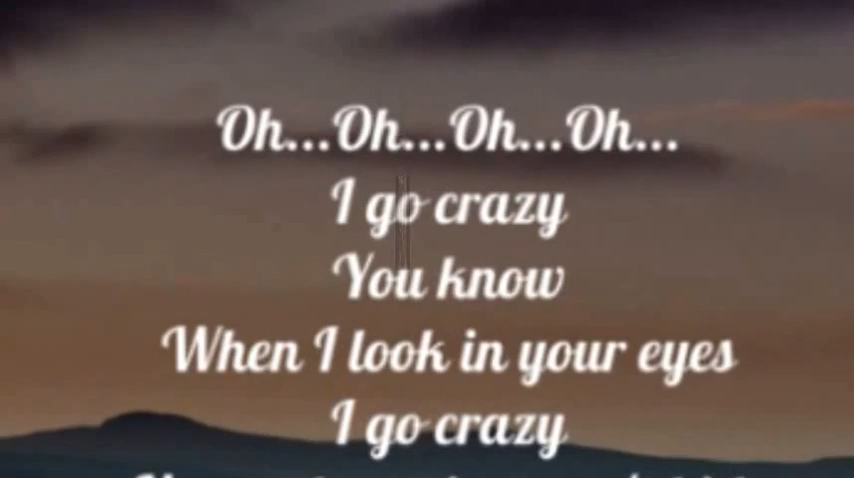 Oh...Oh...Oh...Oh...
I go crazy
You know
When I look in your eyes
I go crazy